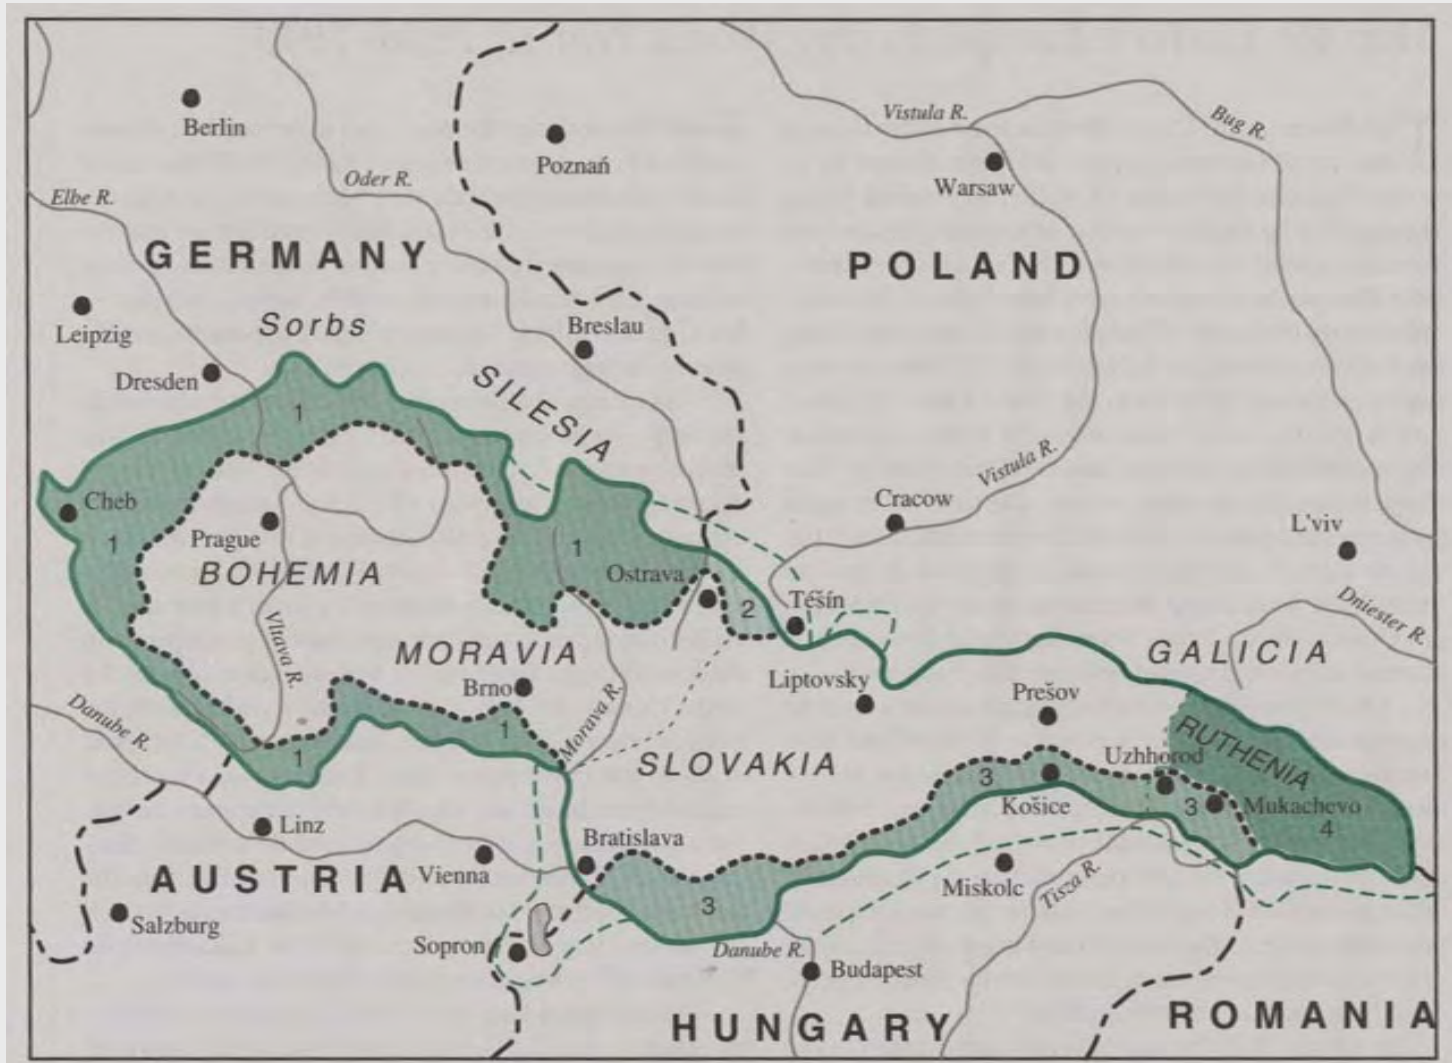 Vistula R.
Bug R.
Berlin
Poznań
Warsaw
Oder R.
Elbe R.
GERMANY
POLAND
Leipzig
Sorbs
Breslau
Dresden
SILESIA
1
Vistula R.
Cheb
Cracow
L'viv
1
Prague
1
BOHEMIA
Ostrava
2
Téšín
Dniester R.
Vltava R.
MORAVIA
GALICIA
Liptovsky
Brno
Prešov
Danube R.
1
Morava R.
1
SLOVAKIA
RUTHENIA
Uzhhorod
3
Košice
3
Mukachevo
4
Linz
Bratislava
AUSTRIA
Vienna
Miskolc
Tisza R.
3
Salzburg
Sopron
Danube R.
Budapest
HUNGARY
ROMANIA